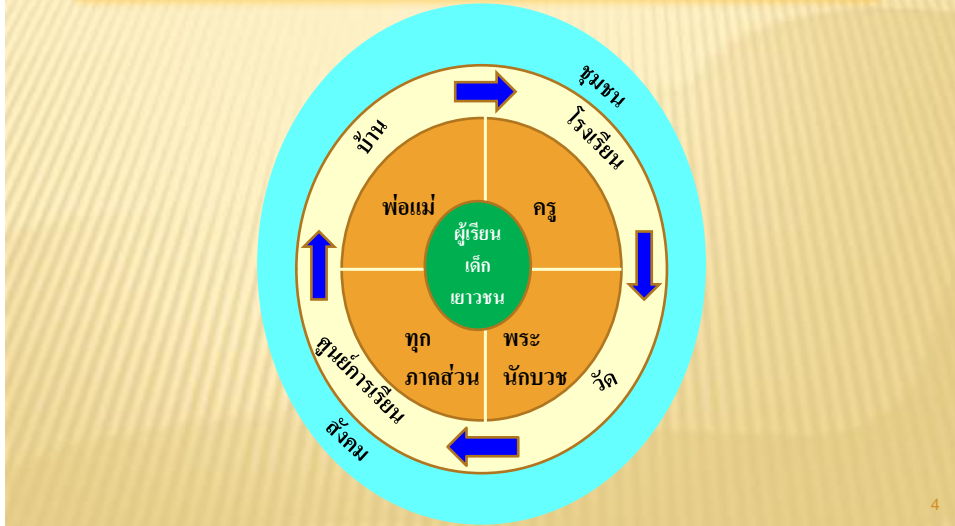 ชุมชน
โรงเรียน
บ้าน
พ่อแม่
ครู
ผู้เรียน
เด็ก
เยาวชน
ทุก
ภาคส่วน
พระ
นักบวช
วัด
ศูนย์การเรียน
สังคม
4